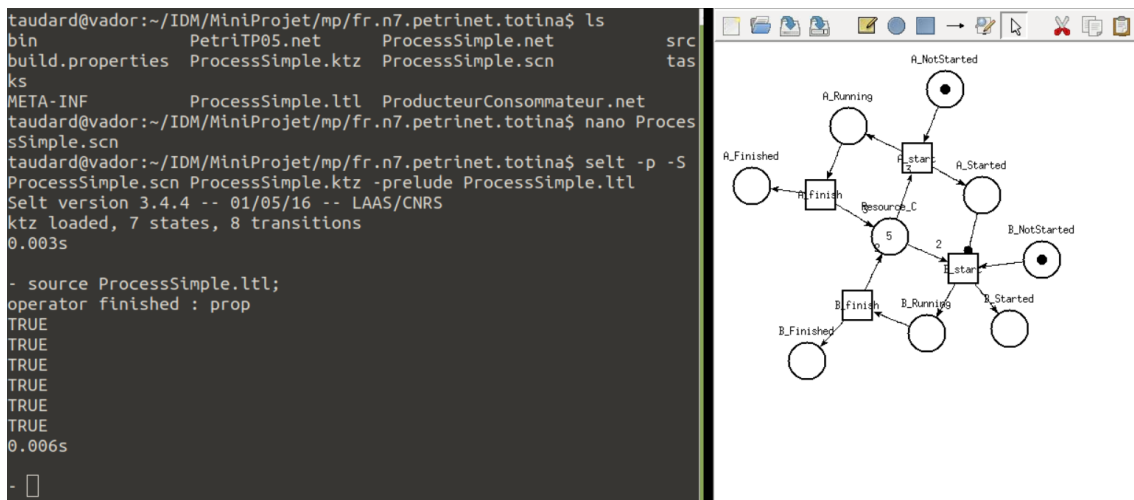 taudard@vador:~/IDM/MiniProjet/mp/fr.n7.petrinet.totina$ ls
bin PetriTP05.net ProcessSimple.net src
build.properties ProcessSimple.ktz ProcessSimple.scn tas
ks
META-INF ProcessSimple.ltl ProducteurConsommateur.net
taudard@vador:~/IDM/MiniProjet/mp/fr.n7.petrinet.totina$ nano Proces
sSimple.scn
taudard@vador:~/IDM/MiniProjet/mp/fr.n7.petrinet.totina$ selt -p -S
ProcessSimple.scn ProcessSimple.ktz -prelude ProcessSimple.ltl
Selt version 3.4.4 -- 01/05/16 -- LAAS/CNRS
ktz loaded, 7 states, 8 transitions
0.003s
- source ProcessSimple.ltl;
operator finished : prop
TRUE
TRUE
TRUE
TRUE
TRUE
TRUE
0.006s
-
A_NotStarted
A_Running
A_start
3
A_Finished
A_Started
A_finish
Resource_C
5
B_NotStarted
2
B_start
B_finish
B_Running
B_Started
B_Finished